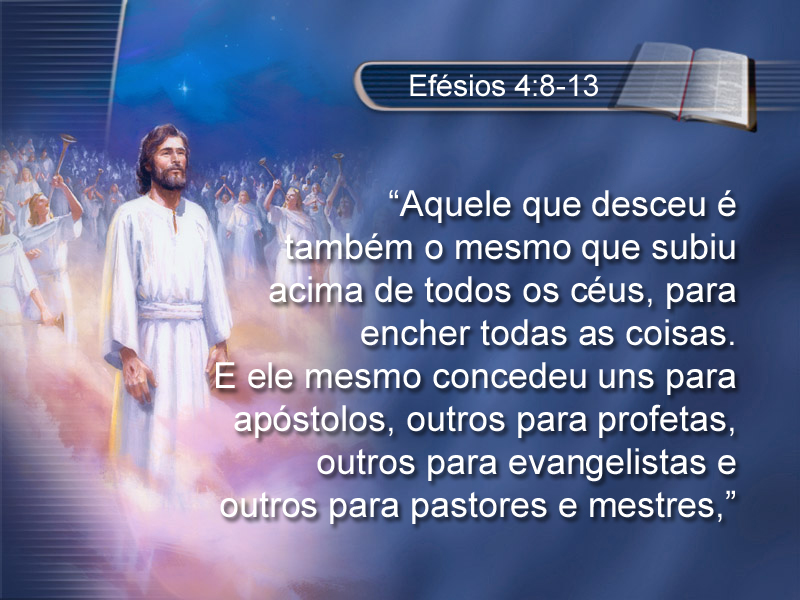 Efésios 4:8-13
“Aquele que desceu é
também o mesmo que subiu
acima de todos os céus, para
encher todas as coisas.
E ele mesmo concedeu uns para
apóstolos, outros para profetas,
outros para evangelistas e
outros para pastores e mestres,”